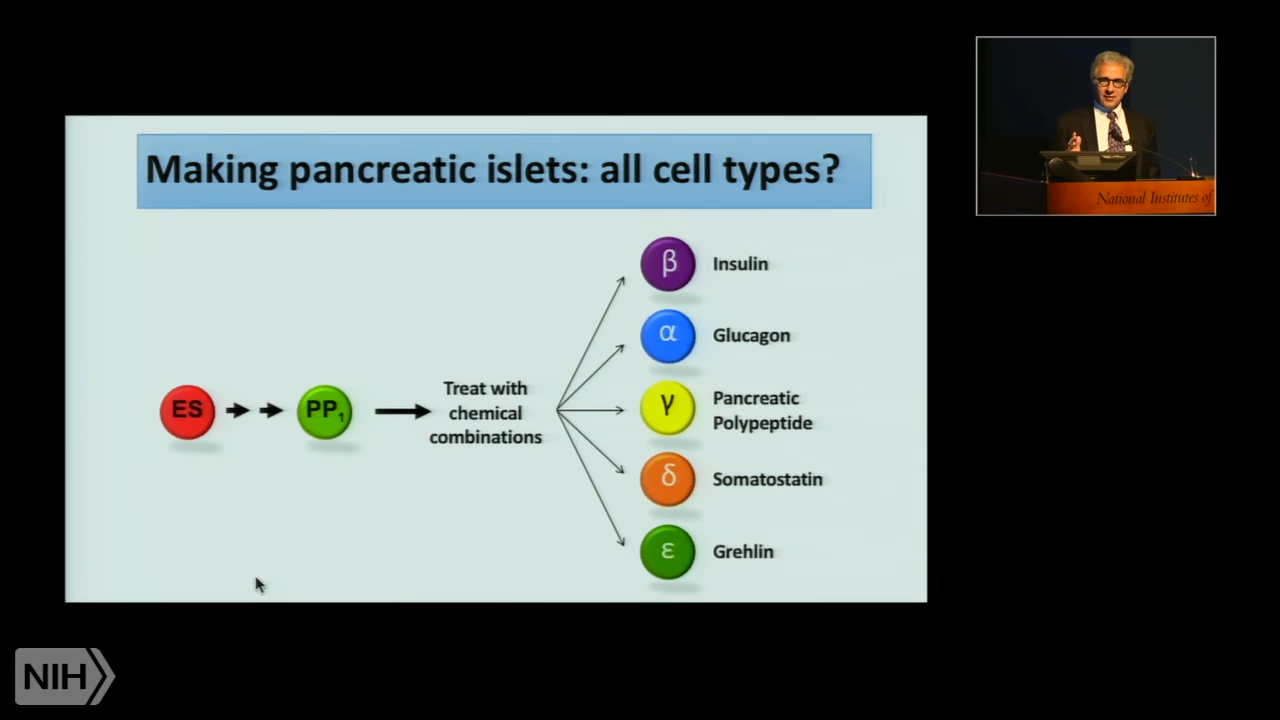 Making pancreatic islets: all cell types?
β Insulin
α Glucagon
γ Pancreatic
Polypeptide
δ Somatostatin
ε Grehlin
ES
PP1
Treat with
chemical
combinations
National Institutes of
NIH